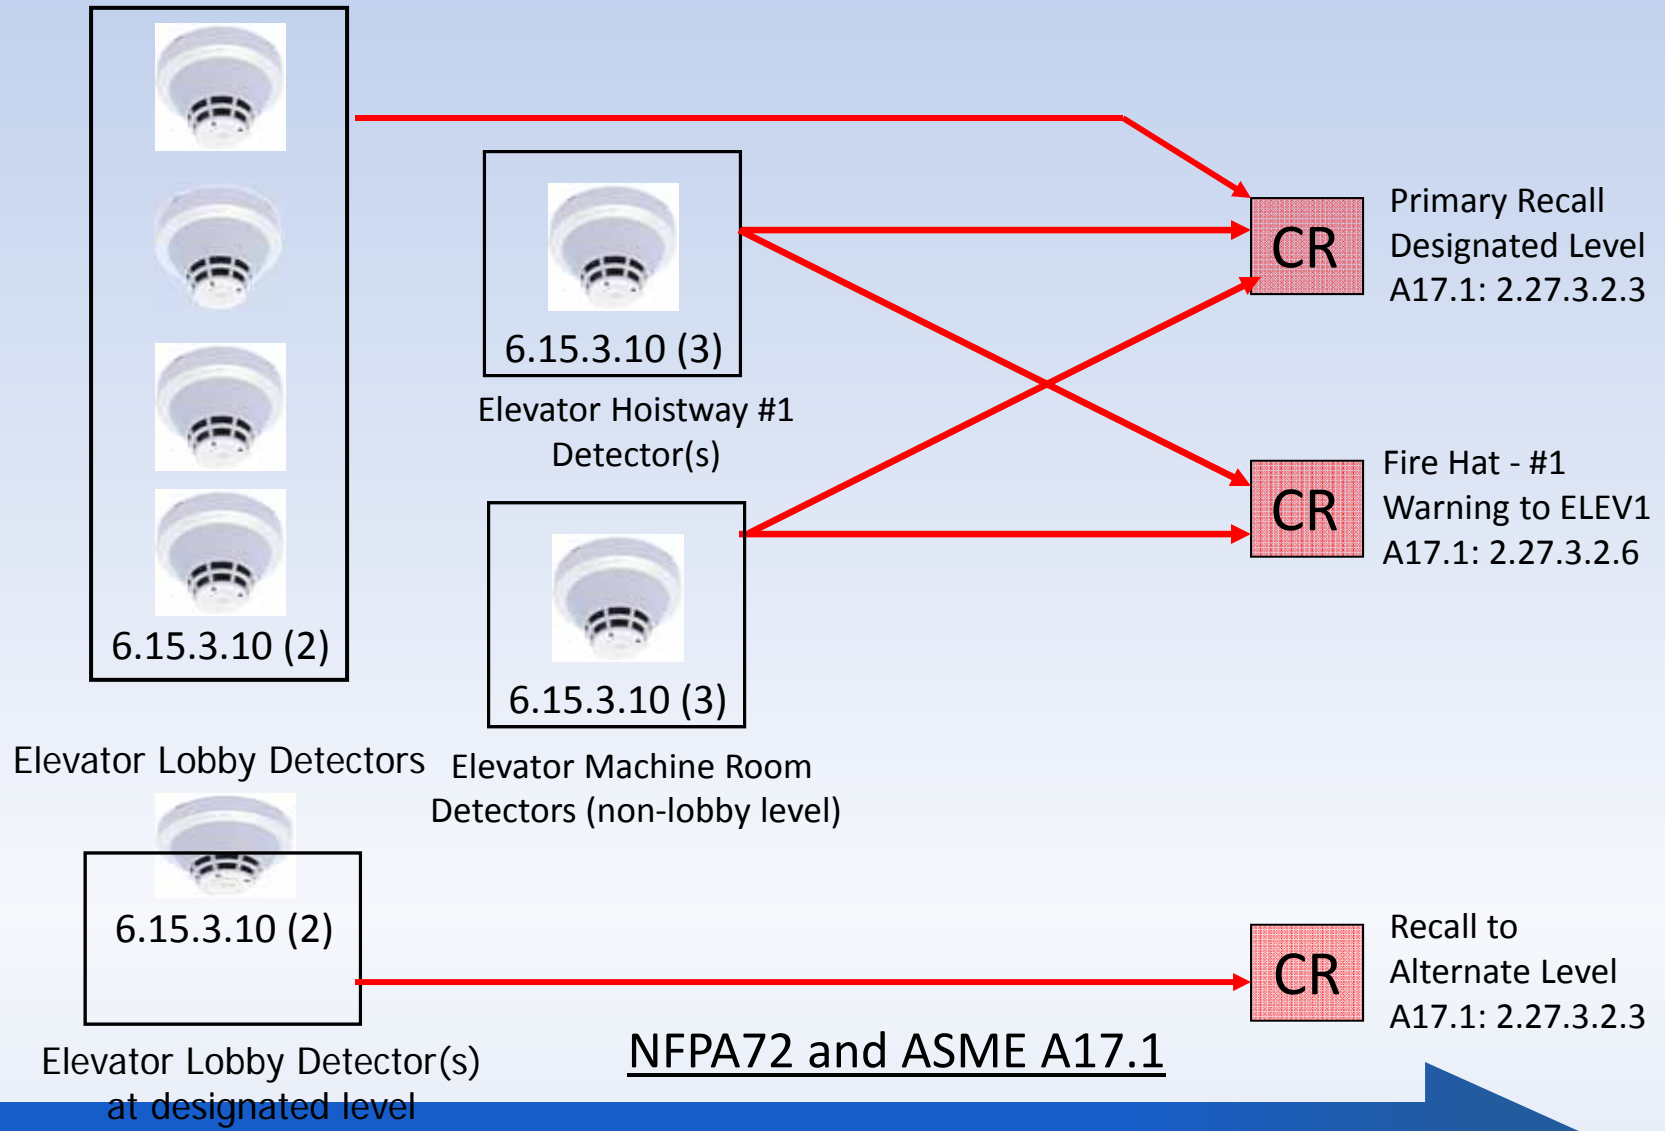 6.15.3.10 (2)
Elevator Lobby Detectors
6.15.3.10 (3)
Elevator Hoistway #1
Detector(s)
6.15.3.10 (3)
Elevator Machine Room
Detectors (non-lobby level)
CR
Primary Recall
Designated Level
A17.1: 2.27.3.2.3
CR
Fire Hat - #1
Warning to ELEV1
A17.1: 2.27.3.2.6
6.15.3.10 (2)
Elevator Lobby Detector(s)
at designated level
CR
Recall to
Alternate Level
A17.1: 2.27.3.2.3
NFPA72 and ASME A17.1